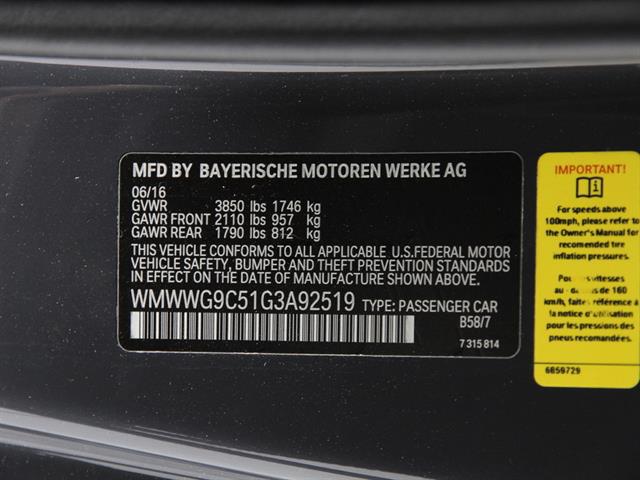 MFD BY BAYERISCHE MOTOREN WERKE AG
06/16
GVWR 3850 lbs 1746 kg
GAWR FRONT 2110 lbs 957 kg
GAWR REAR 1790 lbs 812 kg
THIS VEHICLE CONFORMS TO ALL APPLICABLE U.S.FEDERAL MOTOR
VEHICLE SAFETY, BUMPER AND THEFT PREVENTION STANDARDS
IN EFFECT ON THE DATE OF MANUFACTURE SHOWN ABOVE.
WMWWG9C51G3A92519 TYPE: PASSENGER CAR
B58/7
7 315 814
IMPORTANT!
For speeds above
100mph, please refer to
the Owner's Manual for
recomended tire
inflation pressures.
de 160
km/h, référence à
la notice d'utilisation
pour les pressions des
pneus recomandées.
6859729